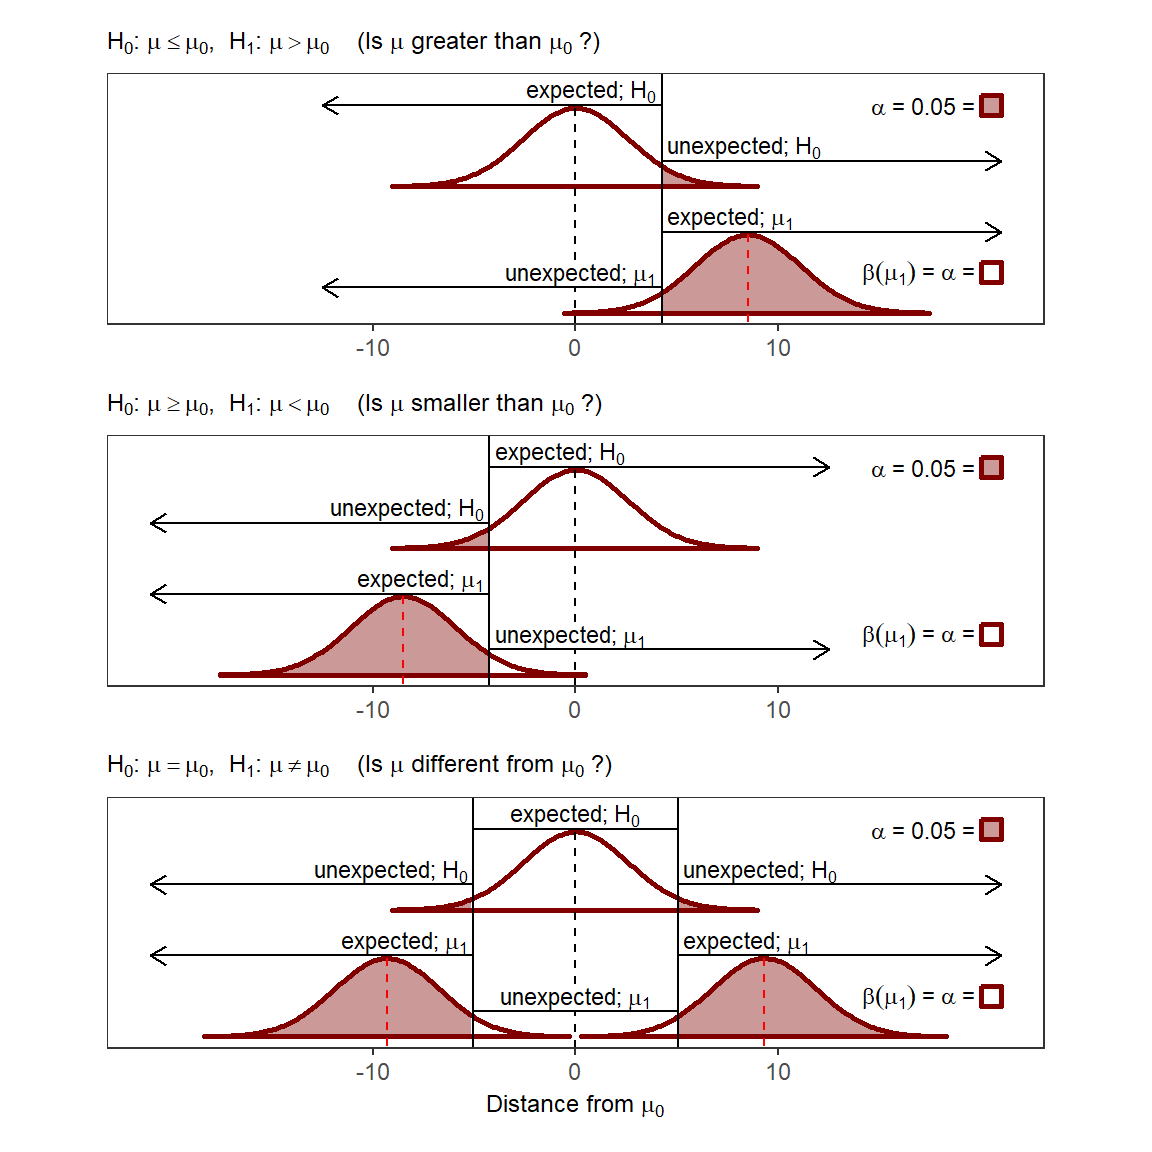 H₀: μ ≤ μ₀,  H₁: μ > μ₀    (Is μ greater than μ₀ ?)
expected; H₀
α = 0.05 =
unexpected; H₀
expected; μ₁
unexpected; μ₁
β(μ₁) = α =
-10 0 10
H₀: μ ≥ μ₀,  H₁: μ < μ₀    (Is μ smaller than μ₀ ?)
expected; H₀
α = 0.05 =
unexpected; H₀
expected; μ₁
unexpected; μ₁
β(μ₁) = α =
-10 0 10
H₀: μ = μ₀,  H₁: μ ≠ μ₀    (Is μ different from μ₀ ?)
expected; H₀
α = 0.05 =
unexpected; H₀
unexpected; H₀
expected; μ₁
expected; μ₁
unexpected; μ₁
β(μ₁) = α =
-10 0 10
Distance from μ₀